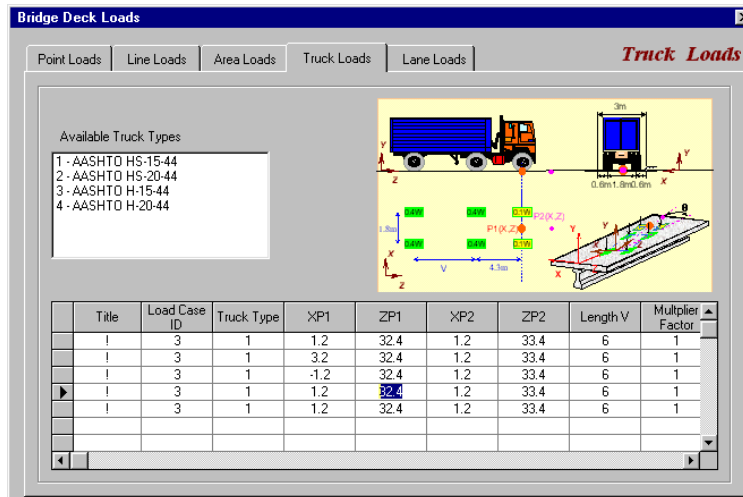 Bridge Deck Loads
Point Loads Line Loads Area Loads Truck Loads Lane Loads
Truck Loads
Available Truck Types
1 - AASHTO HS-15-44
2 - AASHTO HS-20-44
3 - AASHTO H-15-44
4 - AASHTO H-20-44
3m
Y
Z
Y
X
0.6m 1.8m 0.6m
0.4W 0.4W 0.1W
P2(X,Z)
1.8m
P1(X,Z)
0.4W 0.4W 0.1W
V 4.3m
X
Z
Y
X
Y
X
Z
θ
Title Load Case ID Truck Type XP1 ZP1 XP2 ZP2 Length V Multplier Factor
! 3 1 1.2 32.4 1.2 33.4 6 1
! 3 1 3.2 32.4 1.2 33.4 6 1
! 3 1 -1.2 32.4 1.2 33.4 6 1
! 3 1 1.2 32.4 1.2 33.4 6 1
! 3 1 1.2 32.4 1.2 33.4 6 1